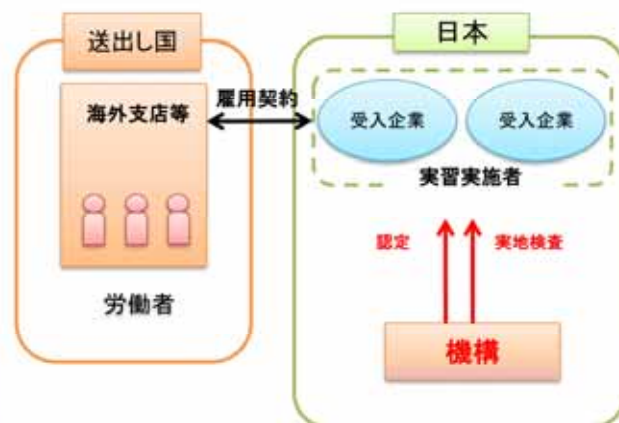 送出し国
海外支店等
労働者
雇用契約
日本
受入企業
受入企業
実習実施者
認定
実地検査
機構